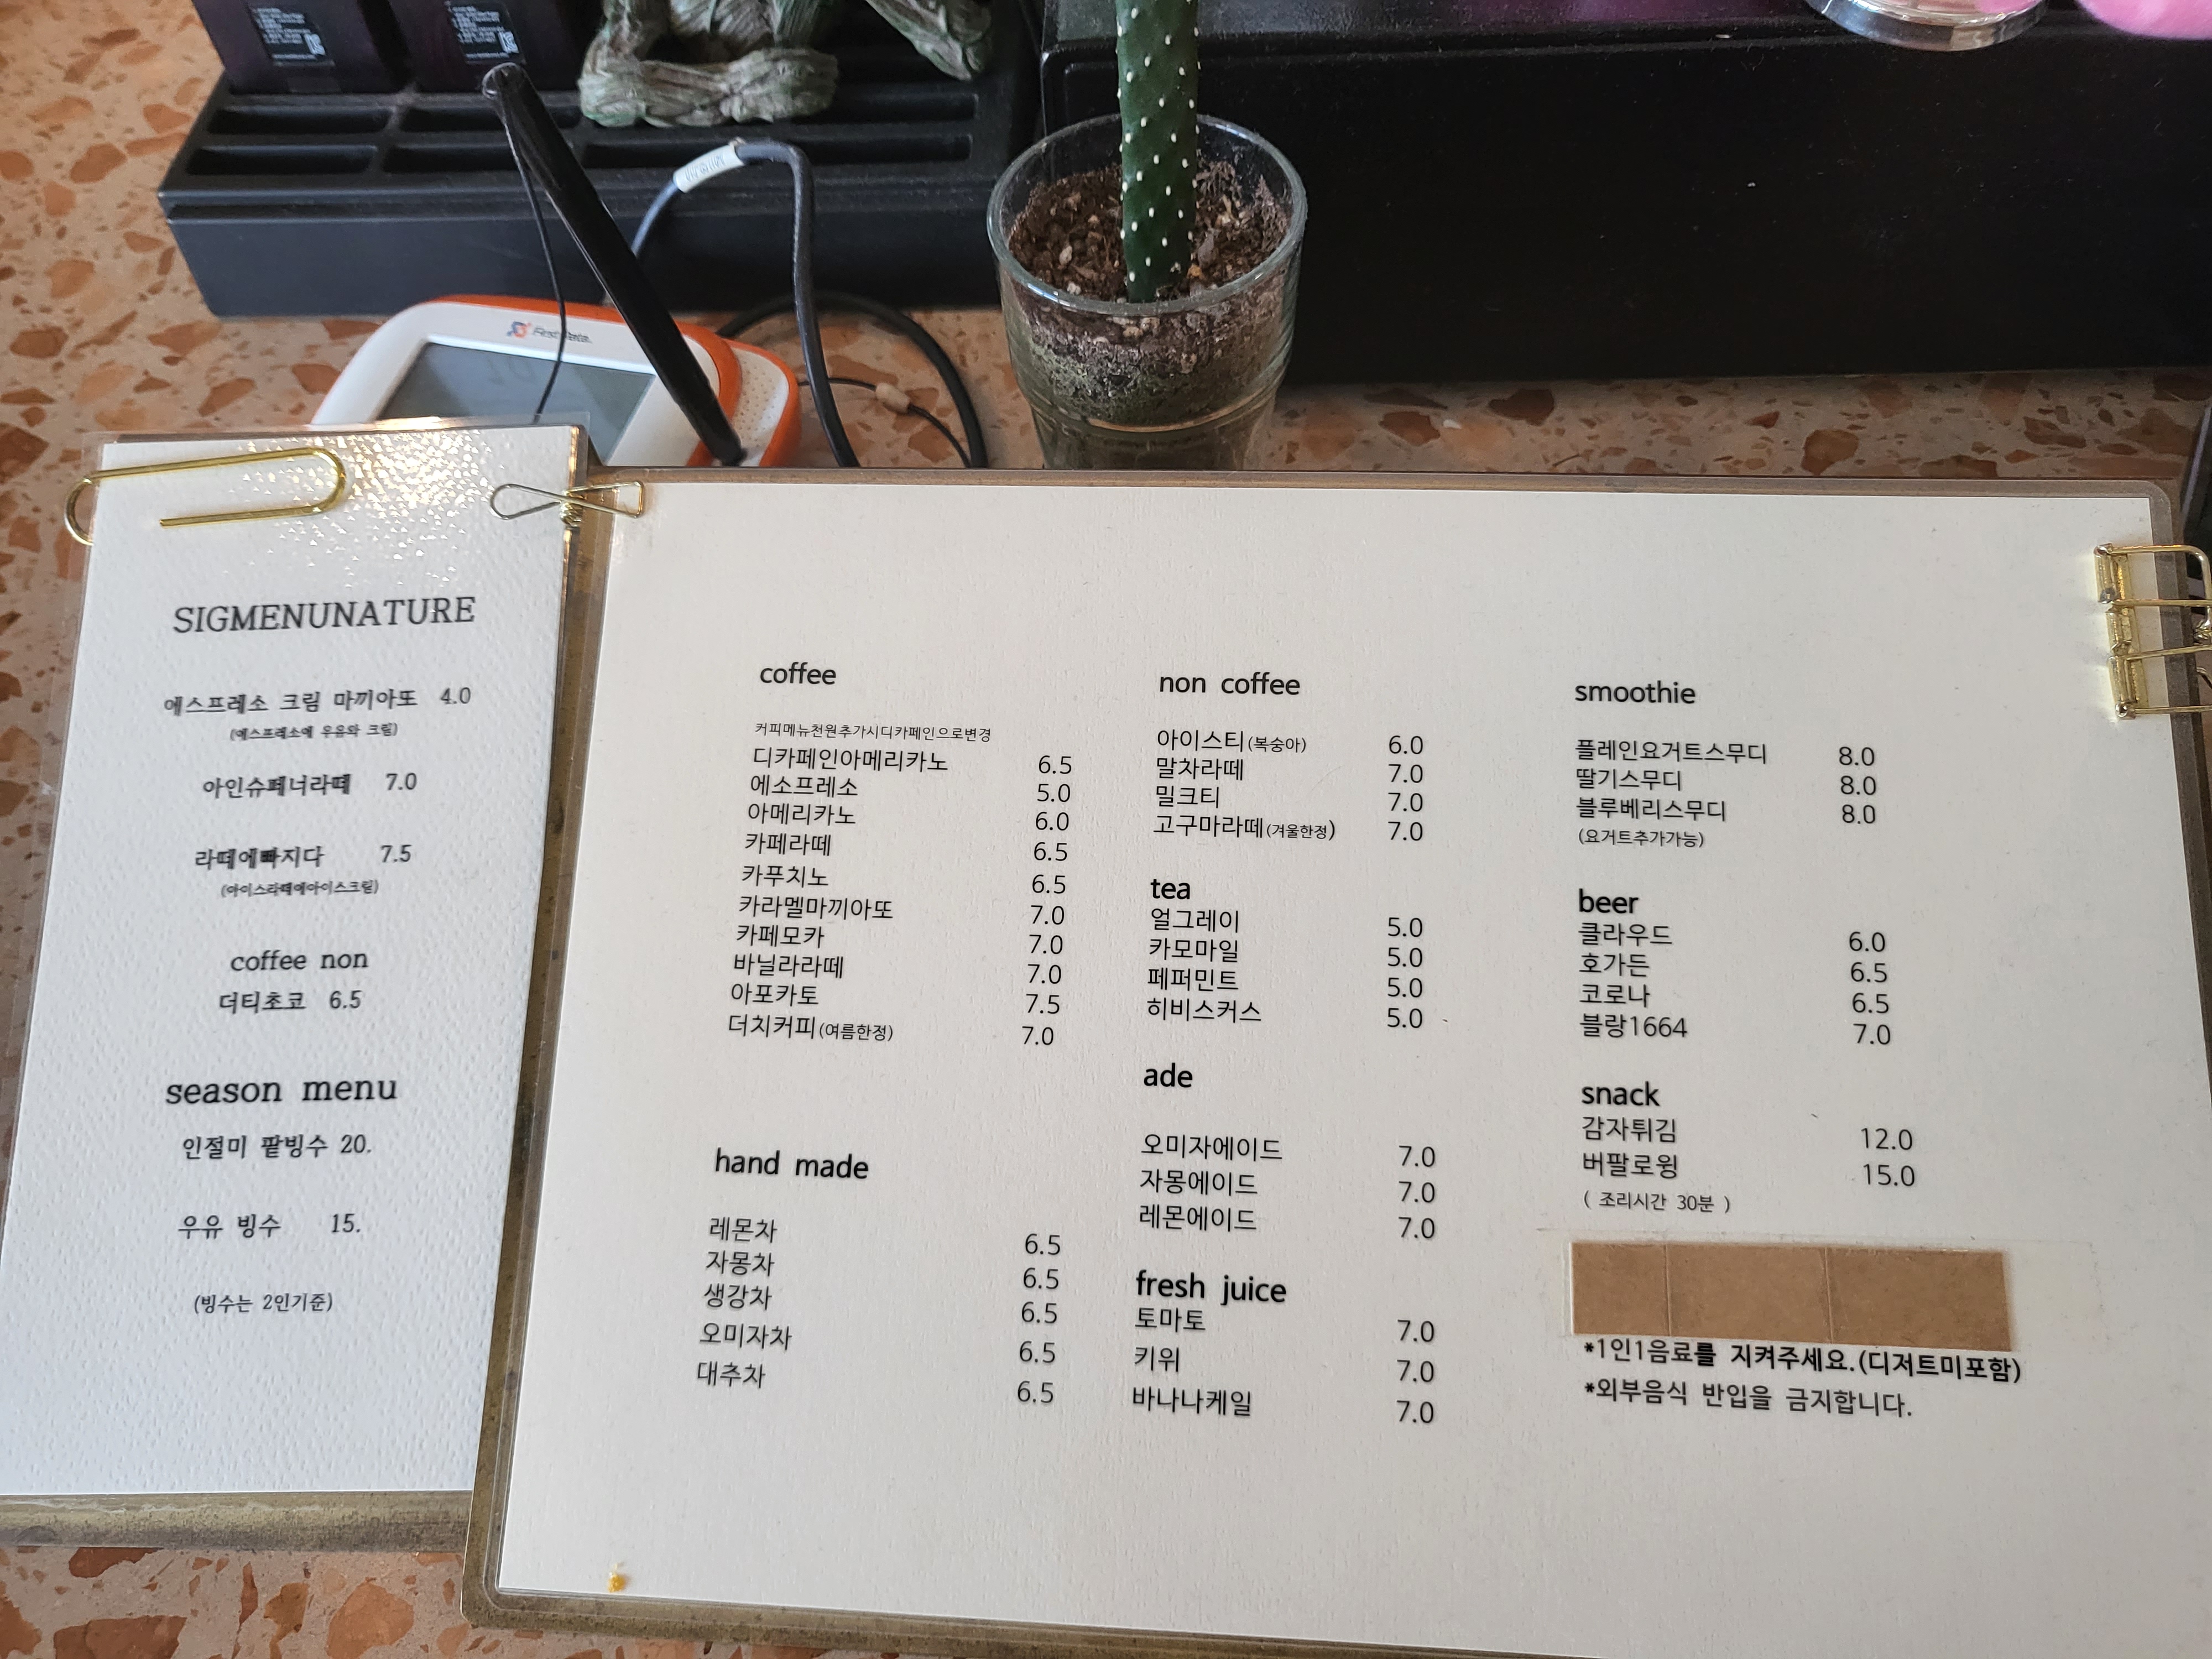 SIGMENUNATURE
에스프레소 크림 마끼아또 4.0
(에스프레소에 우유와 크림)
아인슈페너라떼 7.0
라떼에빠지다 7.5
(아이스라떼에아이스크림)
coffee non
더티초코 6.5
season menu
인절미 팥빙수 20.
우유 빙수 15.
(빙수는 2인기준)
coffee
커피메뉴천원추가시디카페인으로변경
디카페인아메리카노 6.5
에소프레소 5.0
아메리카노 6.0
카페라떼 6.5
카푸치노 6.5
카라멜마끼아또 7.0
카페모카 7.0
바닐라라떼 7.0
아포카토 7.5
더치커피(여름한정) 7.0
hand made
레몬차 6.5
자몽차 6.5
생강차 6.5
오미자차 6.5
대추차 6.5
non coffee
아이스티(복숭아) 6.0
말차라떼 7.0
밀크티 7.0
고구마라떼(겨울한정) 7.0
tea
얼그레이 5.0
카모마일 5.0
페퍼민트 5.0
히비스커스 5.0
ade
오미자에이드 7.0
자몽에이드 7.0
레몬에이드 7.0
fresh juice
토마토 7.0
키위 7.0
바나나케일 7.0
smoothie
플레인요거트스무디 8.0
딸기스무디 8.0
블루베리스무디 8.0
(요거트추가가능)
beer
클라우드 6.0
호가든 6.5
코로나 6.5
블랑1664 7.0
snack
감자튀김 12.0
버팔로윙 15.0
( 조리시간 30분 )
*1인1음료를 지켜주세요.(디저트미포함)
*외부음식 반입을 금지합니다.